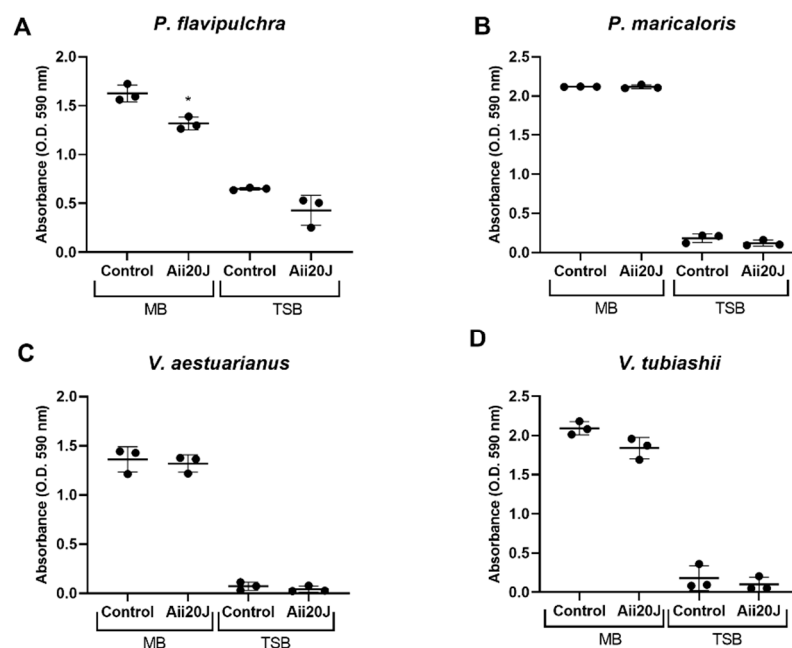 A
P. flavipulchra
Absorbance (O.D. 590 nm)
2.0
1.5
1.0
0.5
0.0
*
Control Aii20J Control Aii20J
MB TSB
B
P. maricaloris
Absorbance (O.D. 590 nm)
2.5
2.0
1.5
1.0
0.5
0.0
Control Aii20J Control Aii20J
MB TSB
C
V. aestuarianus
Absorbance (O.D. 590 nm)
2.0
1.5
1.0
0.5
0.0
Control Aii20J Control Aii20J
MB TSB
D
V. tubiashii
Absorbance (O.D. 590 nm)
2.5
2.0
1.5
1.0
0.5
0.0
Control Aii20J Control Aii20J
MB TSB